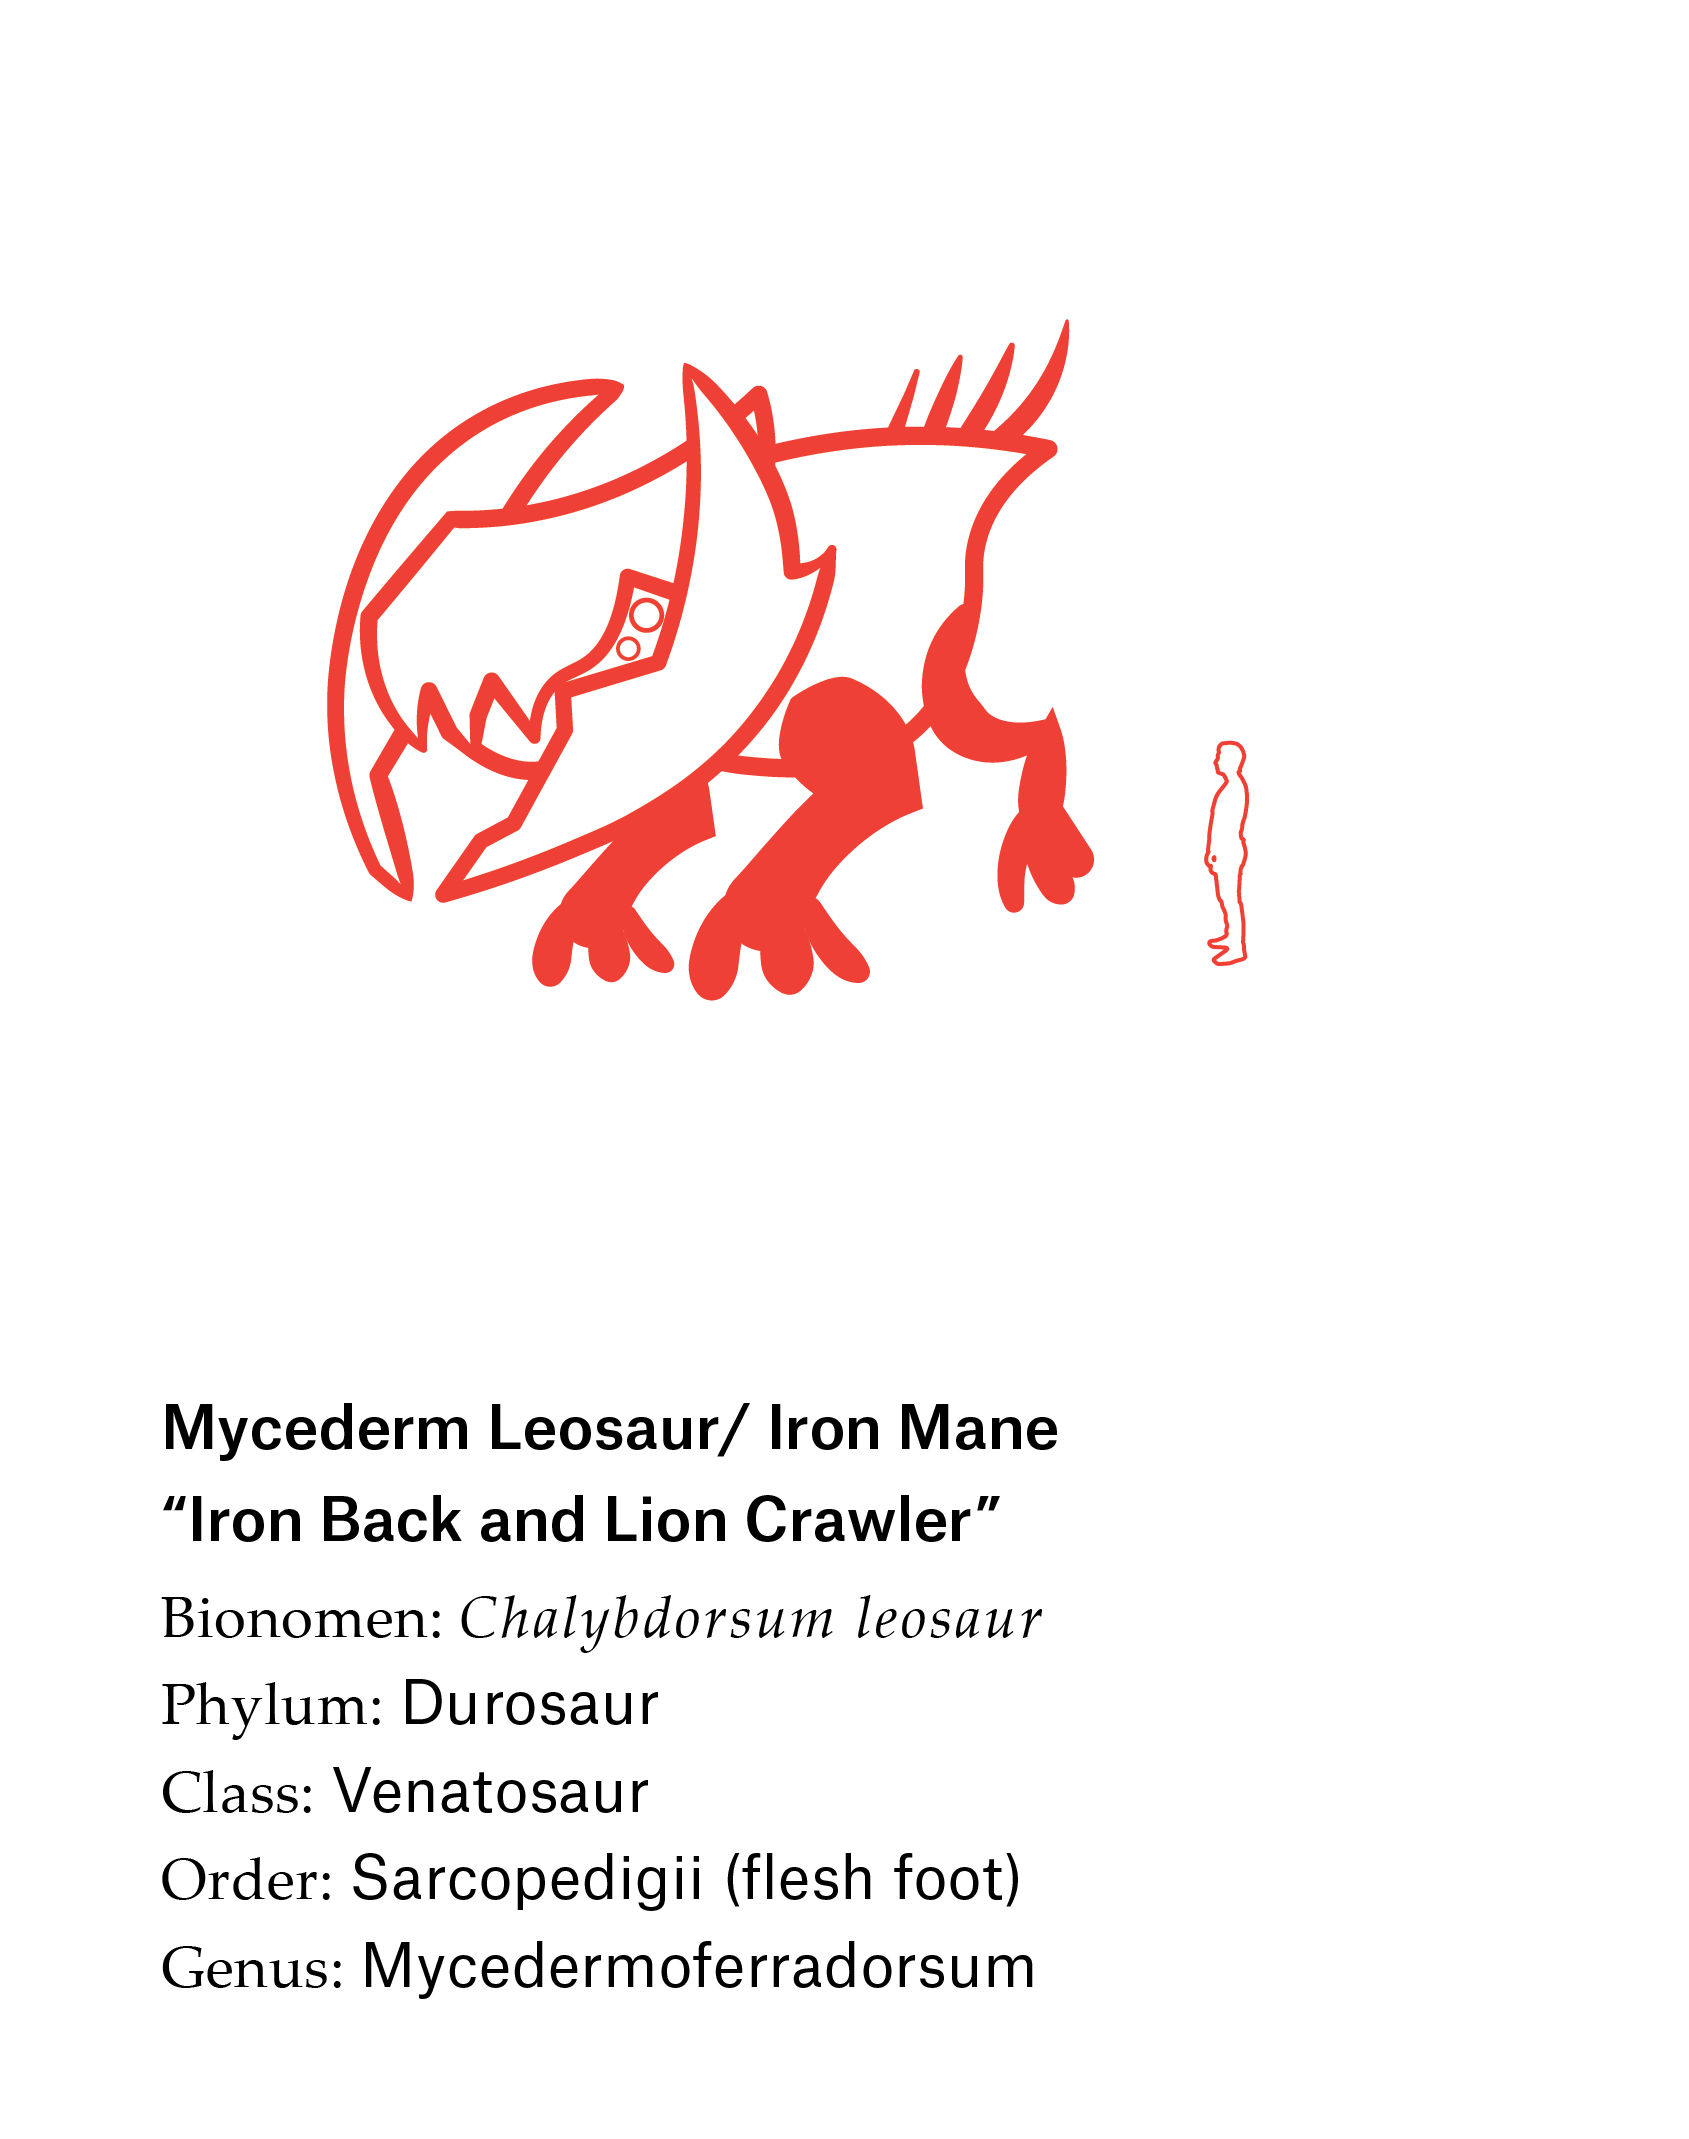 Mycederm Leosaur/ Iron Mane
“Iron Back and Lion Crawler”
Bionomen: Chalybdorsum leosaur
Phylum: Durosaur
Class: Venatosaur
Order: Sarcopedigii (flesh foot)
Genus: Mycedermoferradorsum